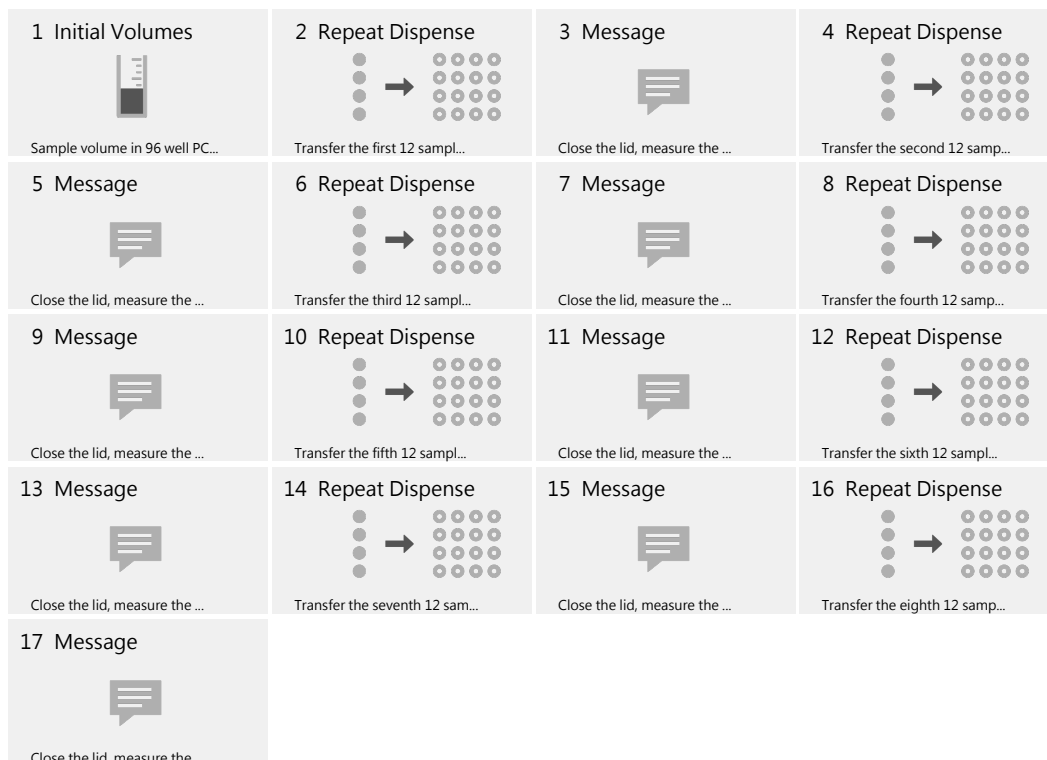 1 Initial Volumes
2 Repeat Dispense
3 Message
4 Repeat Dispense
Sample volume in 96 well PC...
Transfer the first 12 sampl...
Close the lid, measure the ...
Transfer the second 12 samp...
5 Message
6 Repeat Dispense
7 Message
8 Repeat Dispense
Close the lid, measure the ...
Transfer the third 12 sampl...
Close the lid, measure the ...
Transfer the fourth 12 samp...
9 Message
10 Repeat Dispense
11 Message
12 Repeat Dispense
Close the lid, measure the ...
Transfer the fifth 12 sampl...
Close the lid, measure the ...
Transfer the sixth 12 sampl...
13 Message
14 Repeat Dispense
15 Message
16 Repeat Dispense
Close the lid, measure the ...
Transfer the seventh 12 sam...
Close the lid, measure the ...
Transfer the eighth 12 samp...
17 Message
Close the lid, measure the ...